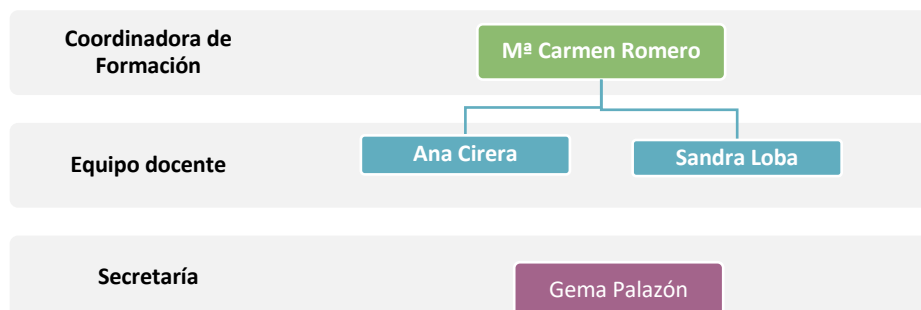 Coordinadora de
Formación
Mª Carmen Romero
Equipo docente
Ana Cirera
Sandra Loba
Secretaría
Gema Palazón